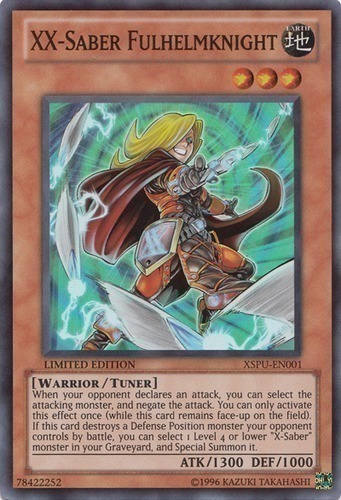 XX-Saber Fulhelmknight
EARTH
地
LIMITED EDITION
XSPU-EN001
[Warrior / Tuner]
When your opponent declares an attack, you can select the
attacking monster, and negate the attack. You can only activate
this effect once (while this card remains face-up on the field).
If this card destroys a Defense Position monster your opponent
controls by battle, you can select 1 Level 4 or lower "X-Saber"
monster in your Graveyard, and Special Summon it.
ATK/1300 DEF/1000
78422252
©1996 KAZUKI TAKAHASHI